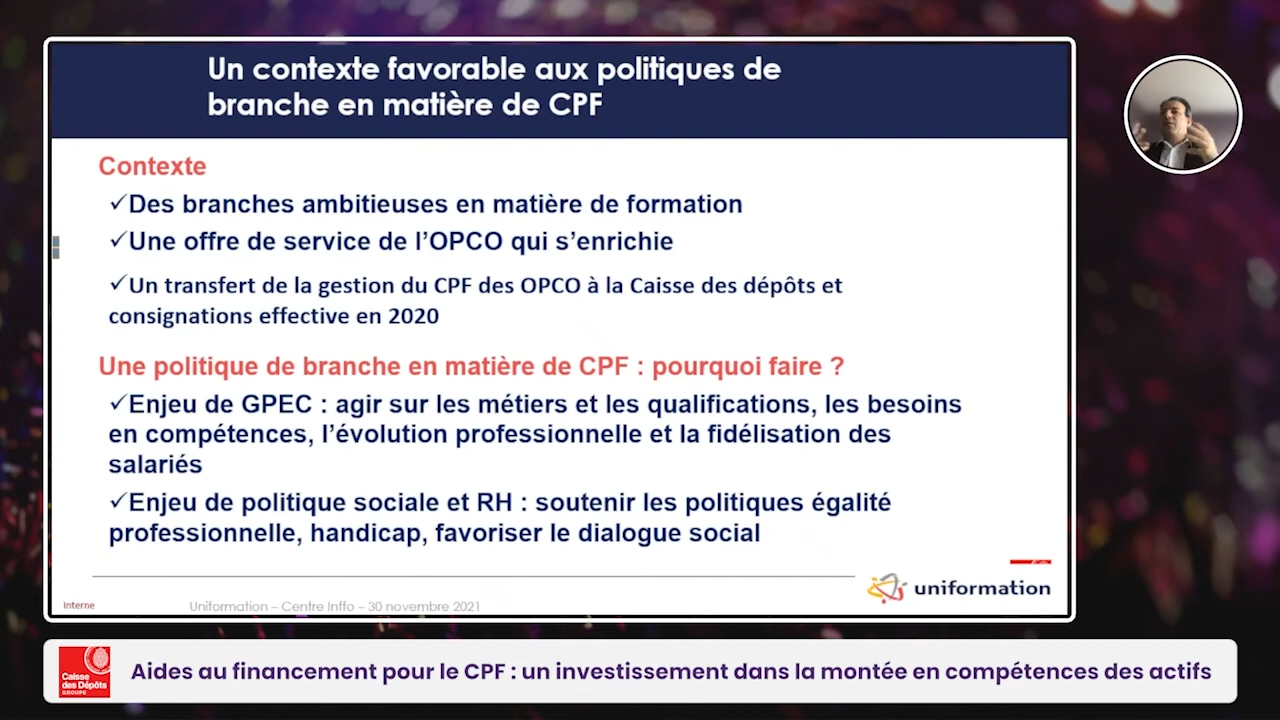 Un contexte favorable aux politiques de
branche en matière de CPF
Contexte
✓Des branches ambitieuses en matière de formation
✓Une offre de service de l’OPCO qui s’enrichie
✓Un transfert de la gestion du CPF des OPCO à la Caisse des dépôts et
consignations effective en 2020
Une politique de branche en matière de CPF : pourquoi faire ?
✓Enjeu de GPEC : agir sur les métiers et les qualifications, les besoins
en compétences, l’évolution professionnelle et la fidélisation des
salariés
✓Enjeu de politique sociale et RH : soutenir les politiques égalité
professionnelle, handicap, favoriser le dialogue social
uniformation
Interne
Uniformation – Centre Inffo – 30 novembre 2021
Caisse
des Dépôts
GROUPE
Aides au financement pour le CPF : un investissement dans la montée en compétences des actifs